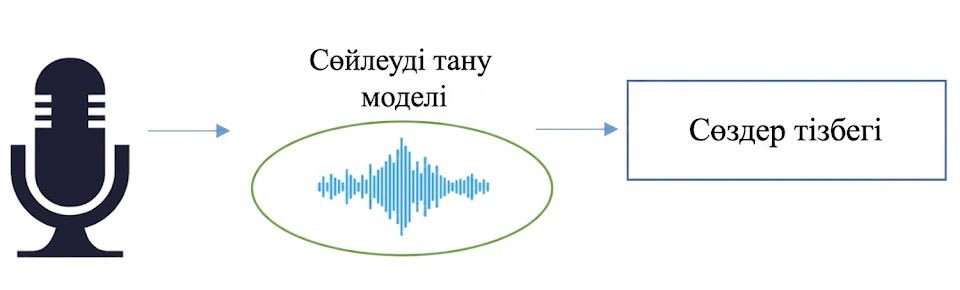 Сөйлеуді тану
моделі
Сөздер тізбегі